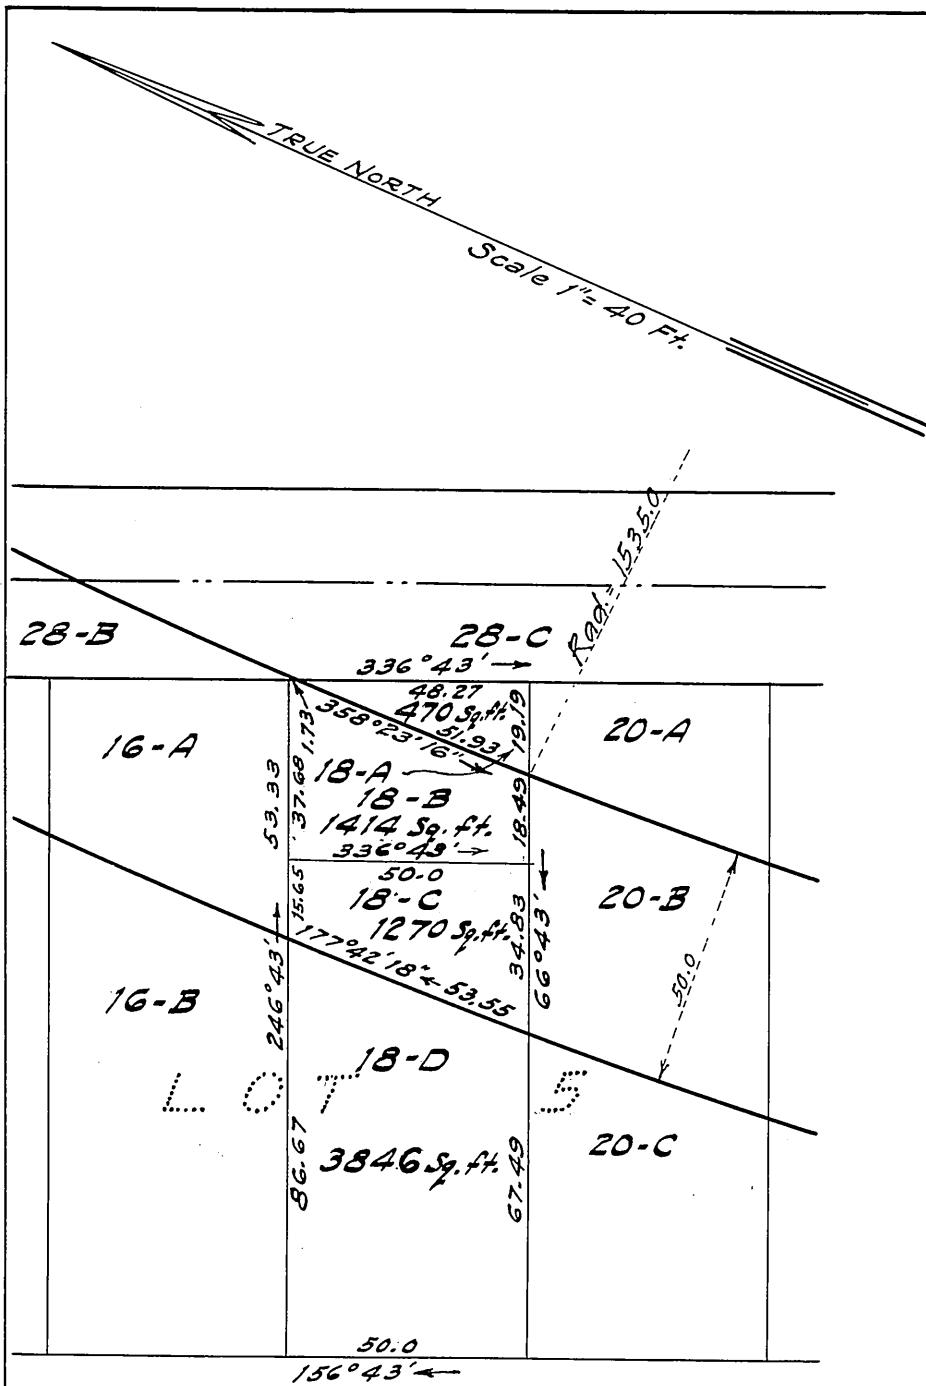 TRUE NORTH
Scale 1"= 40 Ft.
Rad.= 1535.0
28-B
28-C
336°43' →
48.27
470 Sq.ft.
51.93
358°23'16"
19.19
1.73
16-A
18-A
20-A
53.33
37.68
18-B
1414 Sq.ft.
18.49
336°43' →
50.0
15.65
18-C
1270 Sq.ft.
34.83
66°43'
20-B
50.0
177°42'18" ← 53.55
246°43'
16-B
18-D
LOT 5
86.67
3846 Sq.ft.
67.49
20-C
50.0
156°43' ←